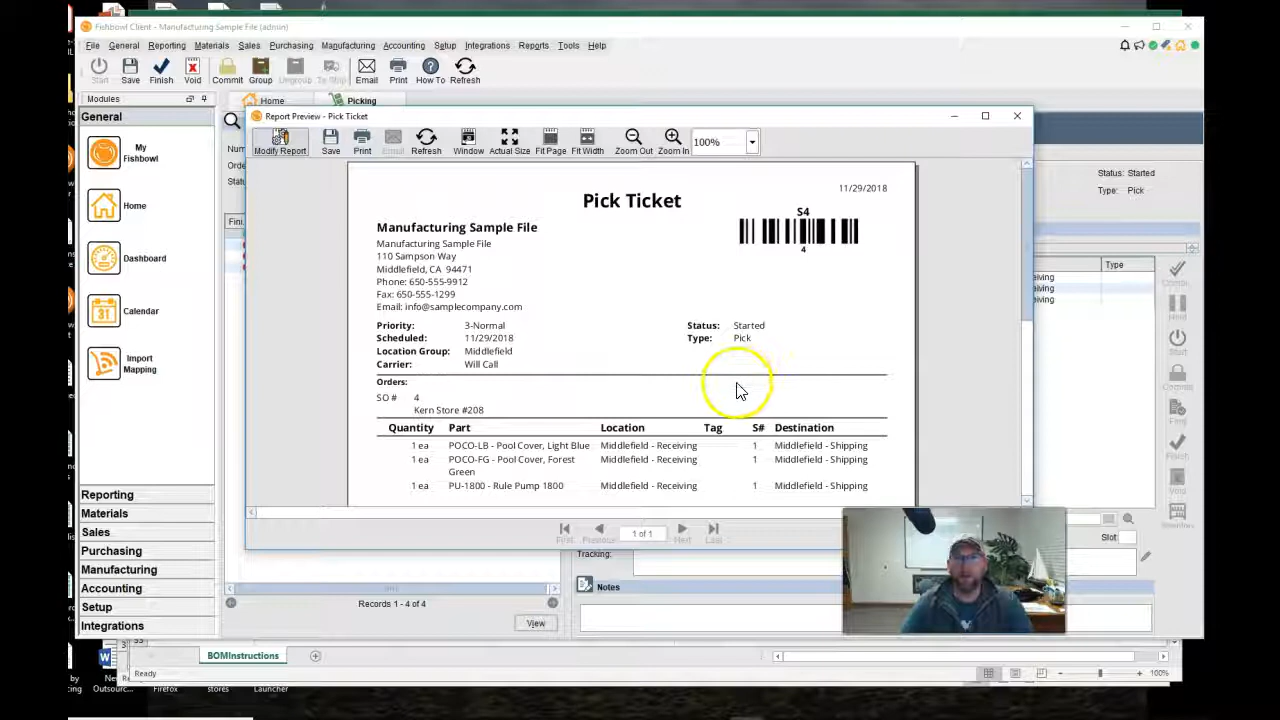 Fishbowl Client - Manufacturing Sample File (admin)
File General Reporting Materials Sales Purchasing Manufacturing Accounting Setup Integrations Reports Tools Help
Start Save Finish Void Commit Group Ungroup To Ship Email Print How To Refresh
Modules
Home Picking
General
My Fishbowl
Home
Dashboard
Calendar
Import Mapping
Reporting
Materials
Sales
Purchasing
Manufacturing
Accounting
Setup
Integrations
Report Preview - Pick Ticket
Modify Report Save Print Email Refresh Window Actual Size Fit Page Fit Width Zoom Out Zoom In 100%
Status: Started
Type: Pick
11/29/2018
Pick Ticket
S4
4
Manufacturing Sample File
Manufacturing Sample File
110 Sampson Way
Middlefield, CA 94471
Phone: 650-555-9912
Fax: 650-555-1299
Email: info@samplecompany.com
Priority: 3-Normal Status: Started
Scheduled: 11/29/2018 Type: Pick
Location Group: Middlefield
Carrier: Will Call
Orders:
SO # 4
Kern Store #208
Quantity Part Location Tag S# Destination
1 ea POCO-LB - Pool Cover, Light Blue Middlefield - Receiving 1 Middlefield - Shipping
1 ea POCO-FG - Pool Cover, Forest Green Middlefield - Receiving 1 Middlefield - Shipping
1 ea PU-1800 - Rule Pump 1800 Middlefield - Receiving 1 Middlefield - Shipping
First Previous 1 of 1 Next Last
Type
Slot
Tracking:
Notes
Records 1 - 4 of 4
View
BOMInstructions
Ready
100%
Firefox
stores
Launcher